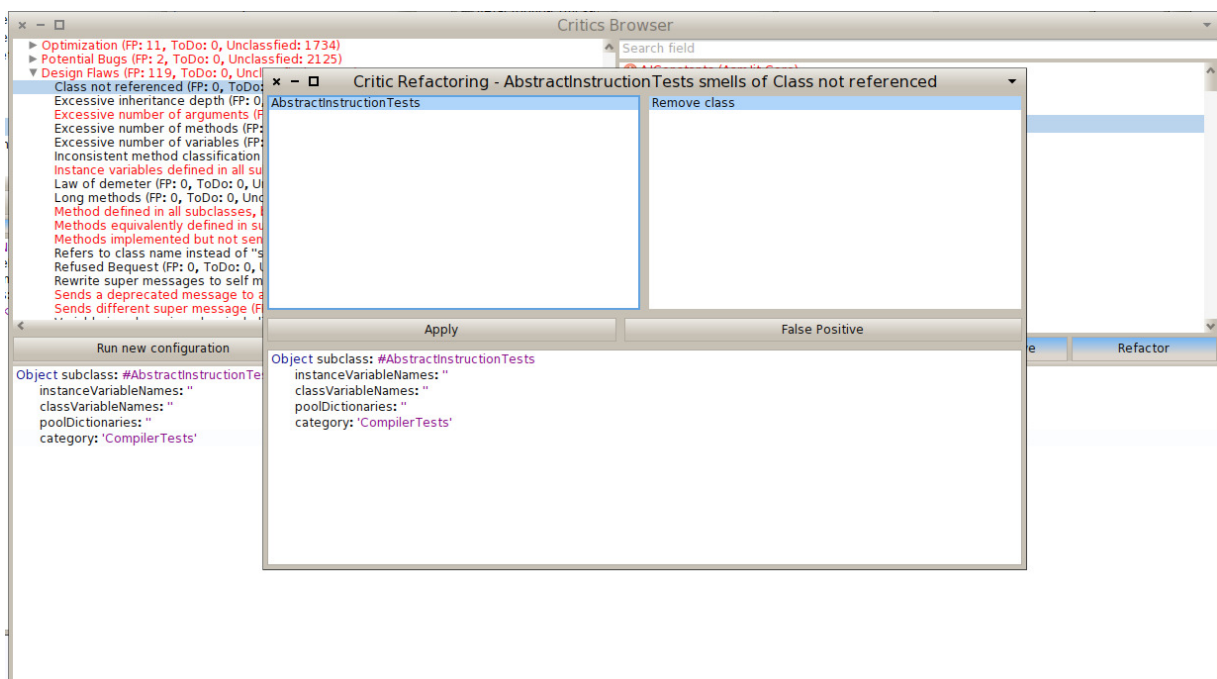 Critics Browser
Optimization (FP: 11, ToDo: 0, Unclassfied: 1734)
Potential Bugs (FP: 2, ToDo: 0, Unclassfied: 2125)
Design Flaws (FP: 119, ToDo: 0,
Class not referenced (FP: 0, ToDo:
Excessive inheritance depth (FP: 0,
Excessive number of arguments
Excessive number of methods (FP:
Excessive number of variables (FP:
Inconsistent method classification
Instance variables defined in all
Law of demeter (FP: 0, ToDo: 0,
Long methods (FP: 0, ToDo: 0,
Method defined in all subclasses,
Methods equivalently defined in
Methods implemented but not
Refers to class name instead of
Refused Bequest (FP: 0, ToDo: 0,
Rewrite super messages to self
Sends a deprecated message to
Sends different super message
Run new configuration
Object subclass: #AbstractInstructionTe
instanceVariableNames: ''
classVariableNames: ''
poolDictionaries: ''
category: 'CompilerTests'
Search field
Refactor
Critic Refactoring - AbstractInstructionTests smells of Class not referenced
AbstractInstructionTests
Remove class
Apply
False Positive
Object subclass: #AbstractInstructionTests
instanceVariableNames: ''
classVariableNames: ''
poolDictionaries: ''
category: 'CompilerTests'